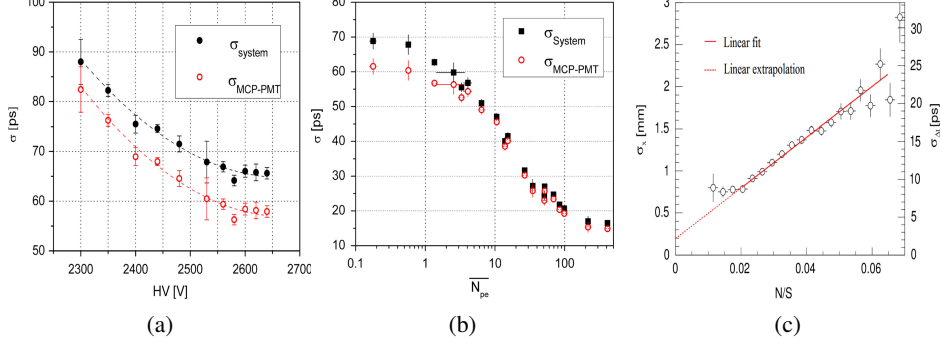 100
90
80
70
60
50
σ [ps]
σsystem
σMCP-PMT
2300 2400 2500 2600 2700
HV [V]
(a)
80
70
60
50
40
30
20
10
σ [ps]
σSystem
σMCP-PMT
0.1 1 10 100
N̅pe
(b)
3
2.5
2
1.5
1
0.5
0
σx [mm]
Linear fit
Linear extrapolation
35
30
25
20
15
10
5
0
σΔt [ps]
0 0.02 0.04 0.06
N/S
(c)